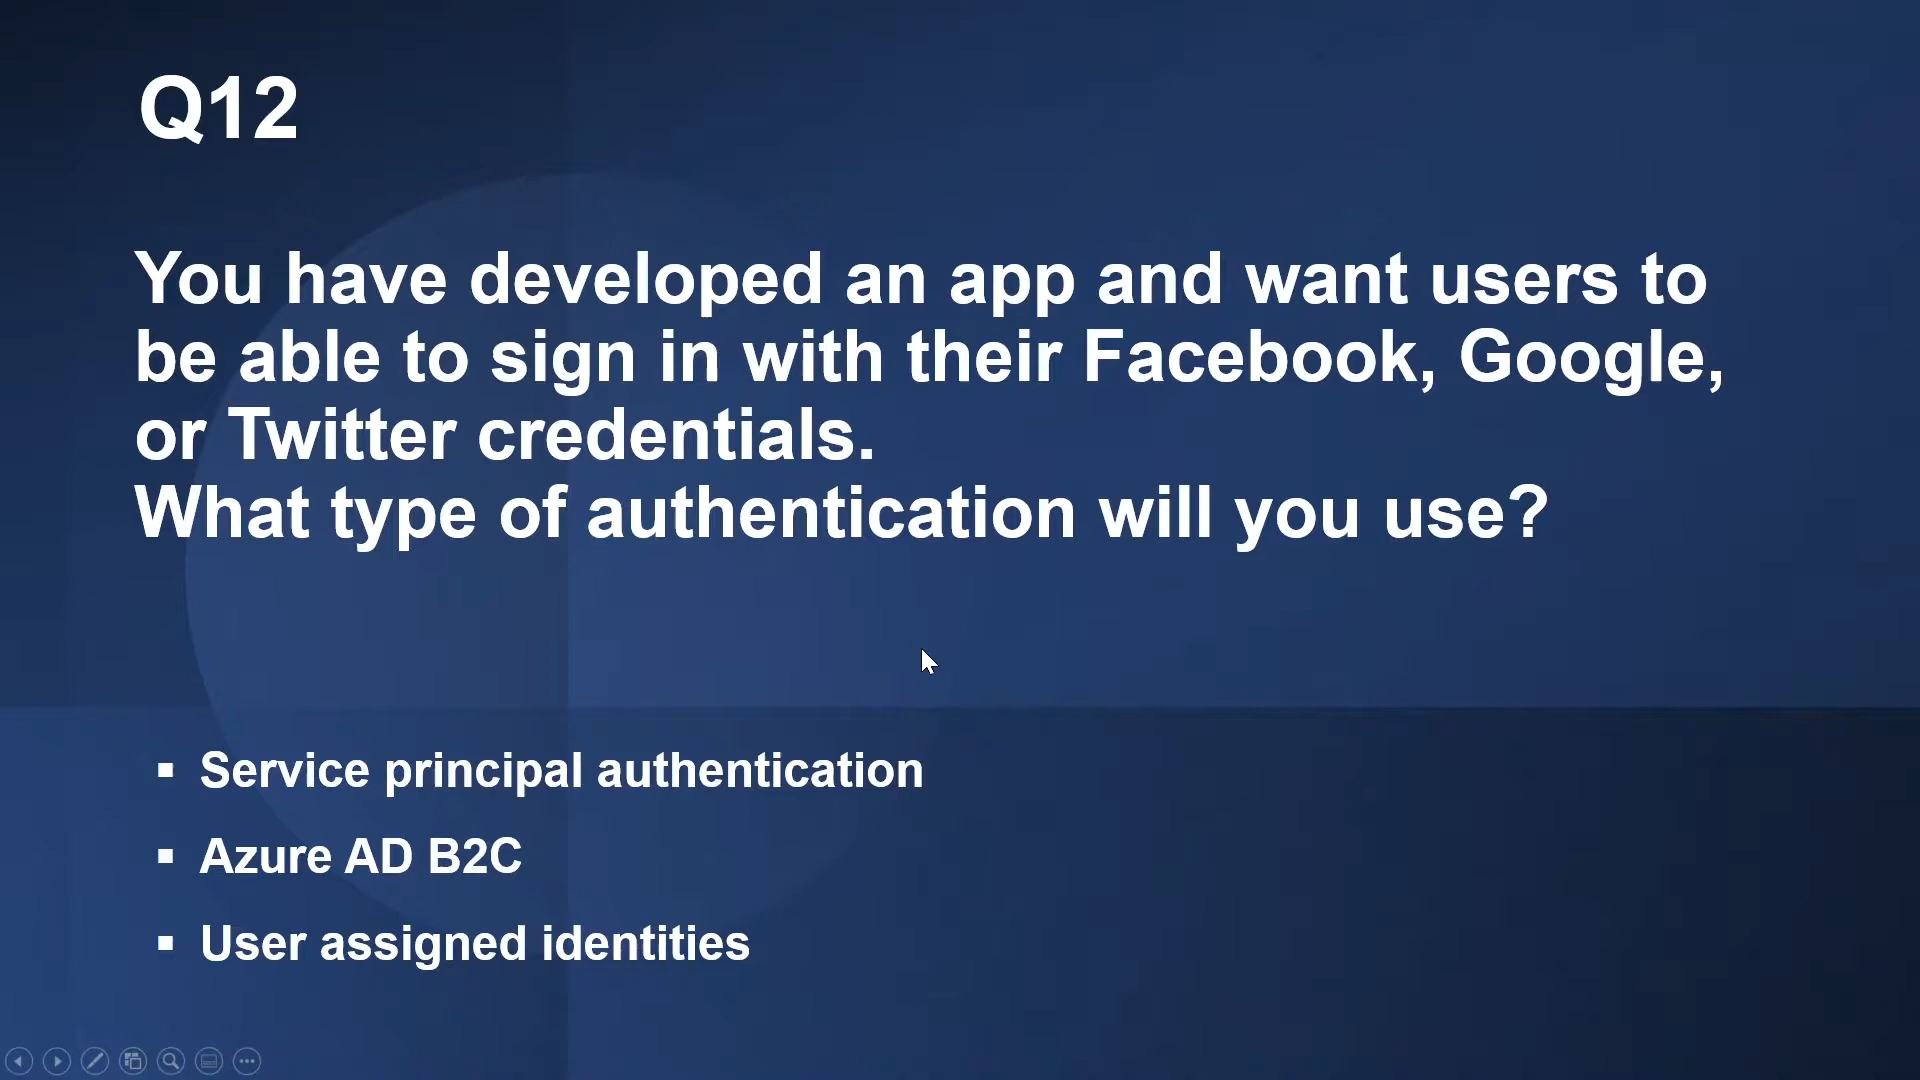 Q12
You have developed an app and want users to
be able to sign in with their Facebook, Google,
or Twitter credentials.
What type of authentication will you use?
▪ Service principal authentication
▪ Azure AD B2C
▪ User assigned identities